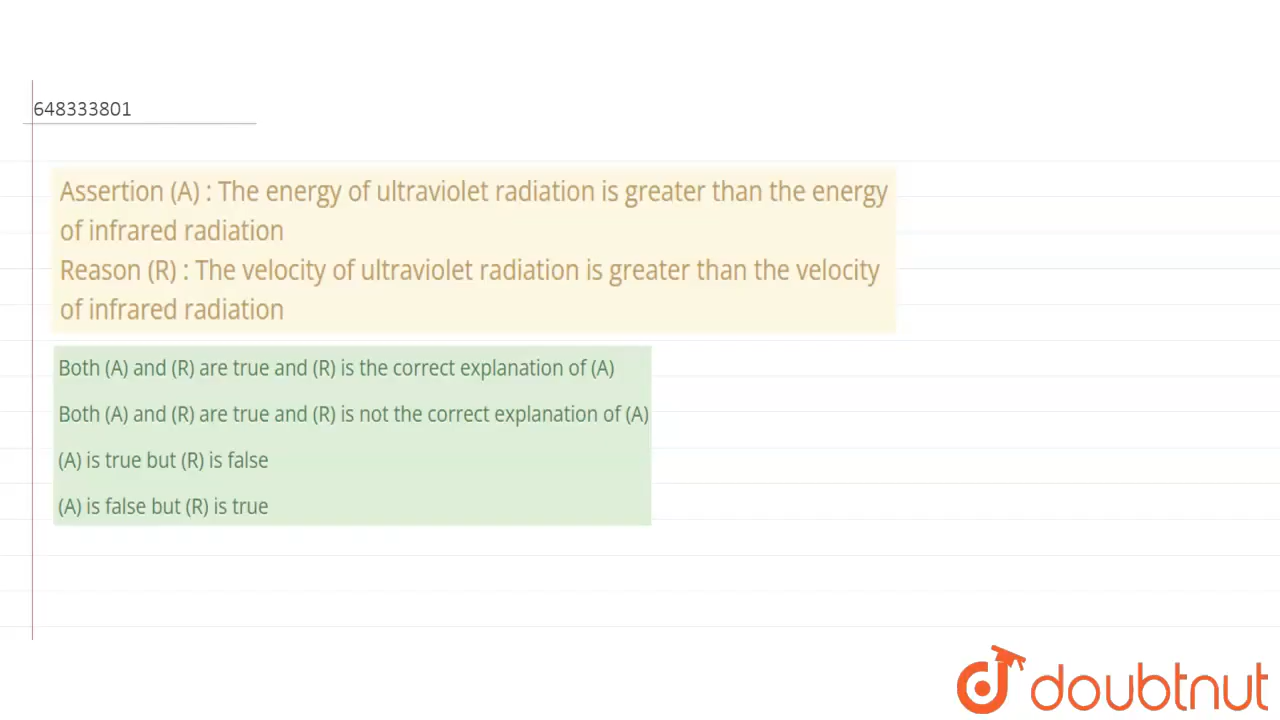 648333801
Assertion (A) : The energy of ultraviolet radiation is greater than the energy
of infrared radiation
Reason (R) : The velocity of ultraviolet radiation is greater than the velocity
of infrared radiation
Both (A) and (R) are true and (R) is the correct explanation of (A)
Both (A) and (R) are true and (R) is not the correct explanation of (A)
(A) is true but (R) is false
(A) is false but (R) is true
doubtnut